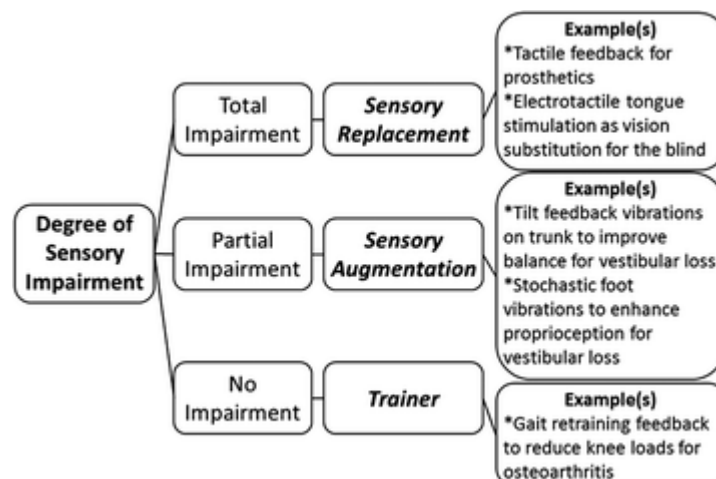 Degree of
Sensory
Impairment
Total
Impairment
Sensory
Replacement
Example(s)
*Tactile feedback for
prosthetics
*Electrotactile tongue
stimulation as vision
substitution for the blind
Partial
Impairment
Sensory
Augmentation
Example(s)
*Tilt feedback vibrations
on trunk to improve
balance for vestibular loss
*Stochastic foot
vibrations to enhance
proprioception for
vestibular loss
No
Impairment
Trainer
Example(s)
*Gait retraining feedback
to reduce knee loads for
osteoarthritis